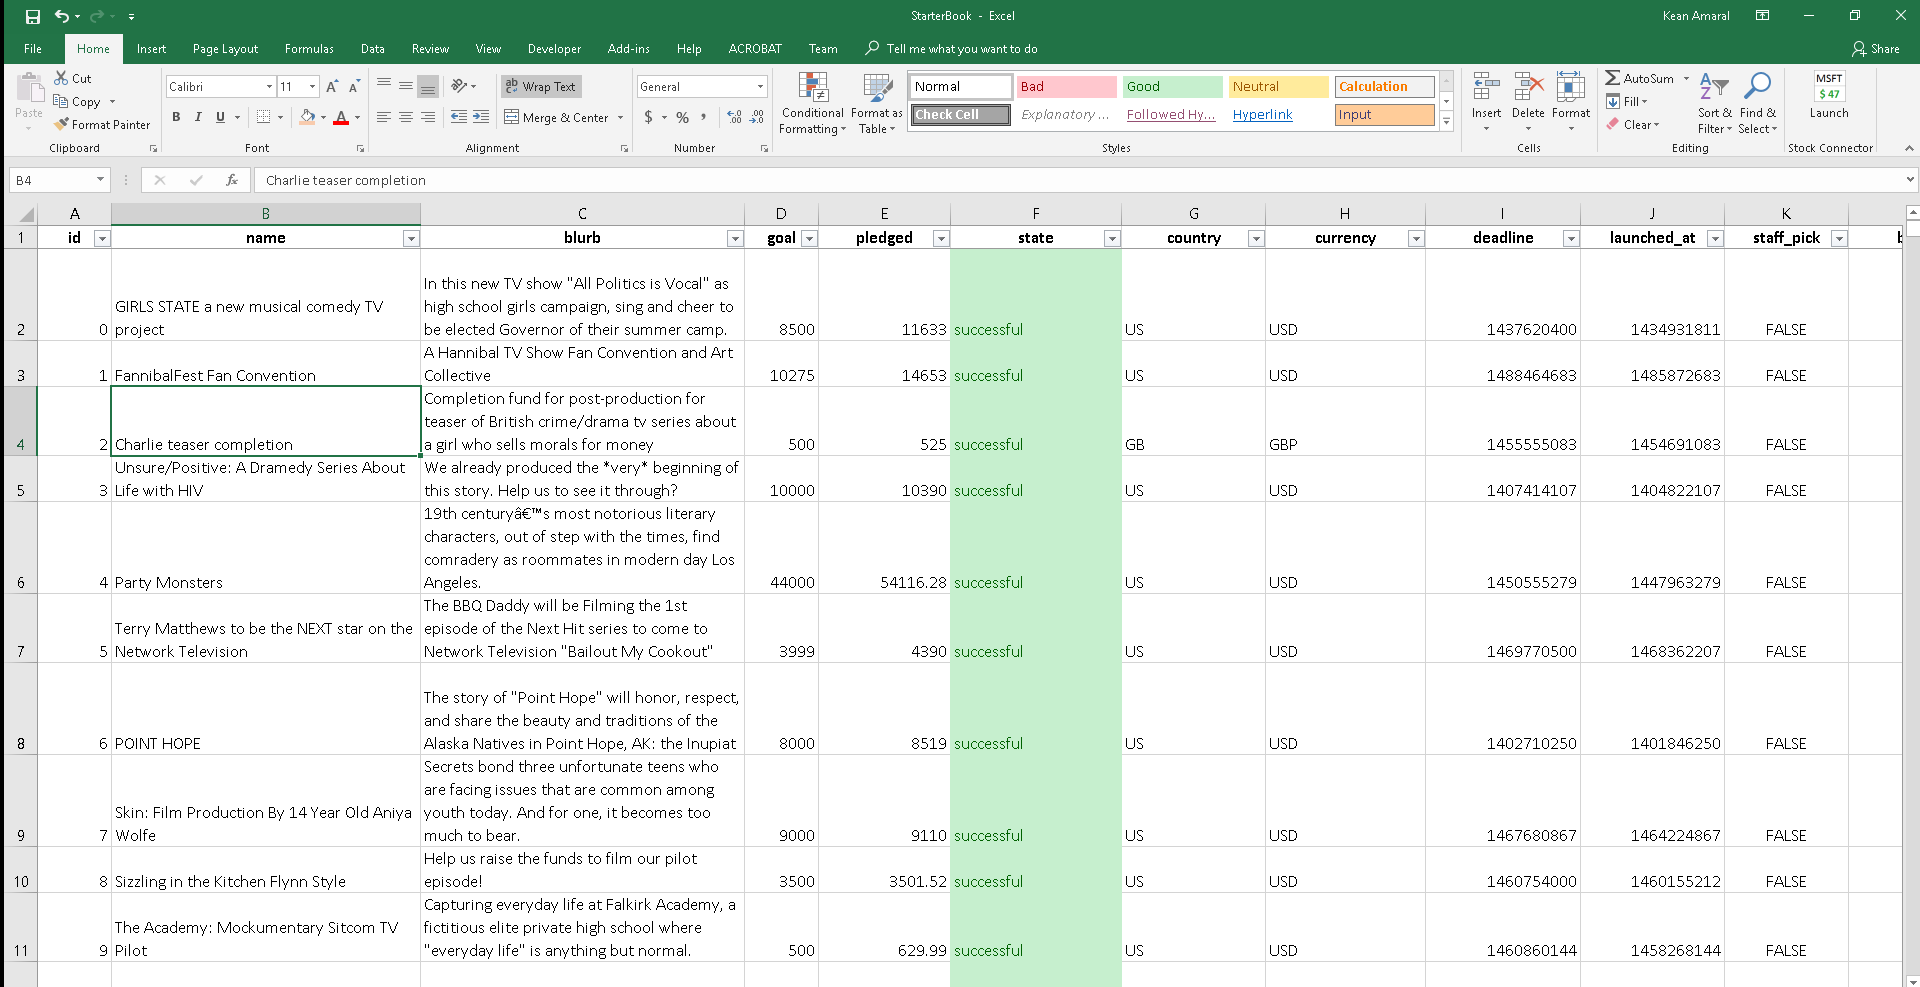 StarterBook - Excel
Kean Amaral
File Home Insert Page Layout Formulas Data Review View Developer Add-ins Help ACROBAT Team Tell me what you want to do Share
Paste
Cut
Copy
Format Painter
Clipboard
Calibri 11
B I U
Font
Wrap Text
Merge & Center
Alignment
General
$ % ,
Number
Conditional Formatting
Format as Table
Normal Bad Good Neutral Calculation
Check Cell Explanatory ... Followed Hy... Hyperlink Input
Styles
Insert Delete Format
Cells
AutoSum
Fill
Clear
Sort & Filter
Find & Select
Editing
MSFT
$ 47
Launch
Stock Connector
B4 fx Charlie teaser completion
A B C D E F G H I J K
1 id name blurb goal pledged state country currency deadline launched_at staff_pick
2 0 GIRLS STATE a new musical comedy TV
project
In this new TV show "All Politics is Vocal" as
high school girls campaign, sing and cheer to
be elected Governor of their summer camp.
8500 11633 successful US USD 1437620400 1434931811 FALSE
3 1 FannibalFest Fan Convention
A Hannibal TV Show Fan Convention and Art
Collective
10275 14653 successful US USD 1488464683 1485872683 FALSE
4 2 Charlie teaser completion
Completion fund for post-production for
teaser of British crime/drama tv series about
a girl who sells morals for money
500 525 successful GB GBP 1455555083 1454691083 FALSE
5 3 Unsure/Positive: A Dramedy Series About
Life with HIV
We already produced the *very* beginning of
this story. Help us to see it through?
10000 10390 successful US USD 1407414107 1404822107 FALSE
6 4 Party Monsters
19th centuryâ€™s most notorious literary
characters, out of step with the times, find
comradery as roommates in modern day Los
Angeles.
44000 54116.28 successful US USD 1450555279 1447963279 FALSE
7 5 Terry Matthews to be the NEXT star on the
Network Television
The BBQ Daddy will be Filming the 1st
episode of the Next Hit series to come to
Network Television "Bailout My Cookout"
3999 4390 successful US USD 1469770500 1468362207 FALSE
8 6 POINT HOPE
The story of "Point Hope" will honor, respect,
and share the beauty and traditions of the
Alaska Natives in Point Hope, AK: the Inupiat
8000 8519 successful US USD 1402710250 1401846250 FALSE
9 7 Skin: Film Production By 14 Year Old Aniya
Wolfe
Secrets bond three unfortunate teens who
are facing issues that are common among
youth today. And for one, it becomes too
much to bear.
9000 9110 successful US USD 1467680867 1464224867 FALSE
10 8 Sizzling in the Kitchen Flynn Style
Help us raise the funds to film our pilot
episode!
3500 3501.52 successful US USD 1460754000 1460155212 FALSE
11 9 The Academy: Mockumentary Sitcom TV
Pilot
Capturing everyday life at Falkirk Academy, a
fictitious elite private high school where
"everyday life" is anything but normal.
500 629.99 successful US USD 1460860144 1458268144 FALSE